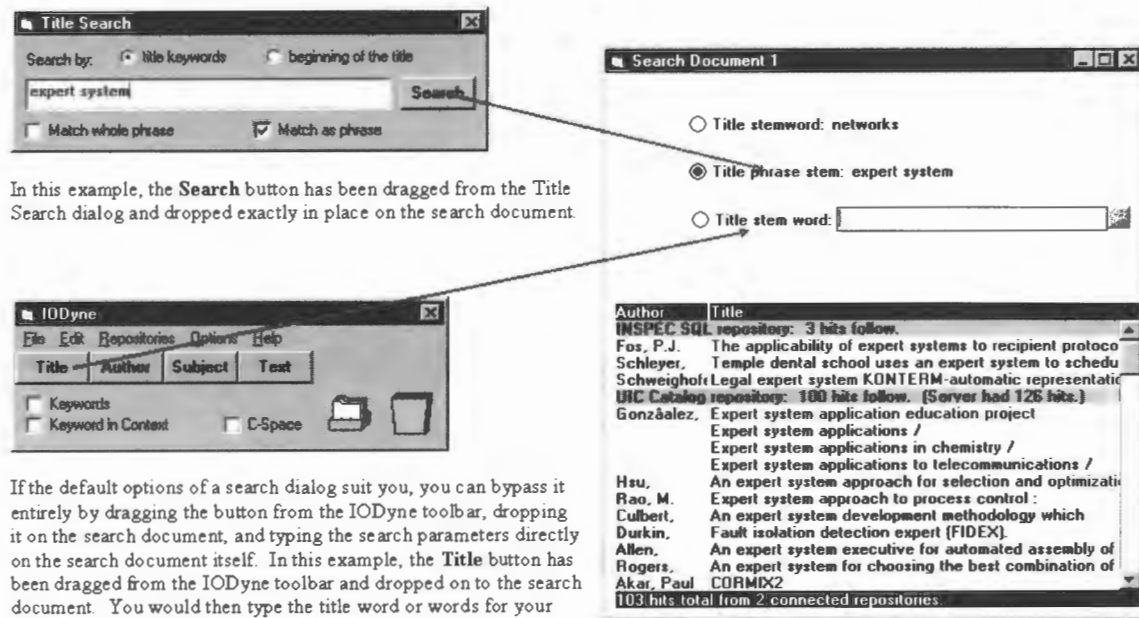 Title Search
Search by: title keywords beginning of the title
expert system
Search
Match whole phrase Match as phrase
In this example, the Search button has been dragged from the Title
Search dialog and dropped exactly in place on the search document.
IODyne
File Edit Repositories Options Help
Title Author Subject Text
Keywords
Keyword in Context C-Space
If the default options of a search dialog suit you, you can bypass it
entirely by dragging the button from the IODyne toolbar, dropping
it on the search document, and typing the search parameters directly
on the search document itself. In this example, the Title button has
been dragged from the IODyne toolbar and dropped on to the search
document. You would then type the title word or words for your
Search Document 1
Title stemword: networks
Title phrase stem: expert system
Title stem word:
Author Title
INSPEC SQL repository: 3 hits follow.
Fos, P.J. The applicability of expert systems to recipient protoco
Schleyer, Temple dental school uses an expert system to schedu
Schweighofe Legal expert system KONTERM-automatic representatic
UIC Catalog repository: 100 hits follow. (Server had 126 hits.)
Gonzâalez, Expert system application education project
Expert system applications /
Expert system applications in chemistry /
Expert system applications to telecommunications /
Hsu, An expert system approach for selection and optimizati
Rao, M. Expert system approach to process control :
Culbert, An expert system development methodology which
Durkin, Fault isolation detection expert (FIDEX).
Allen, An expert system executive for automated assembly of
Rogers, An expert system for choosing the best combination of
Akar, Paul CORMIX2
103 hits total from 2 connected repositories.